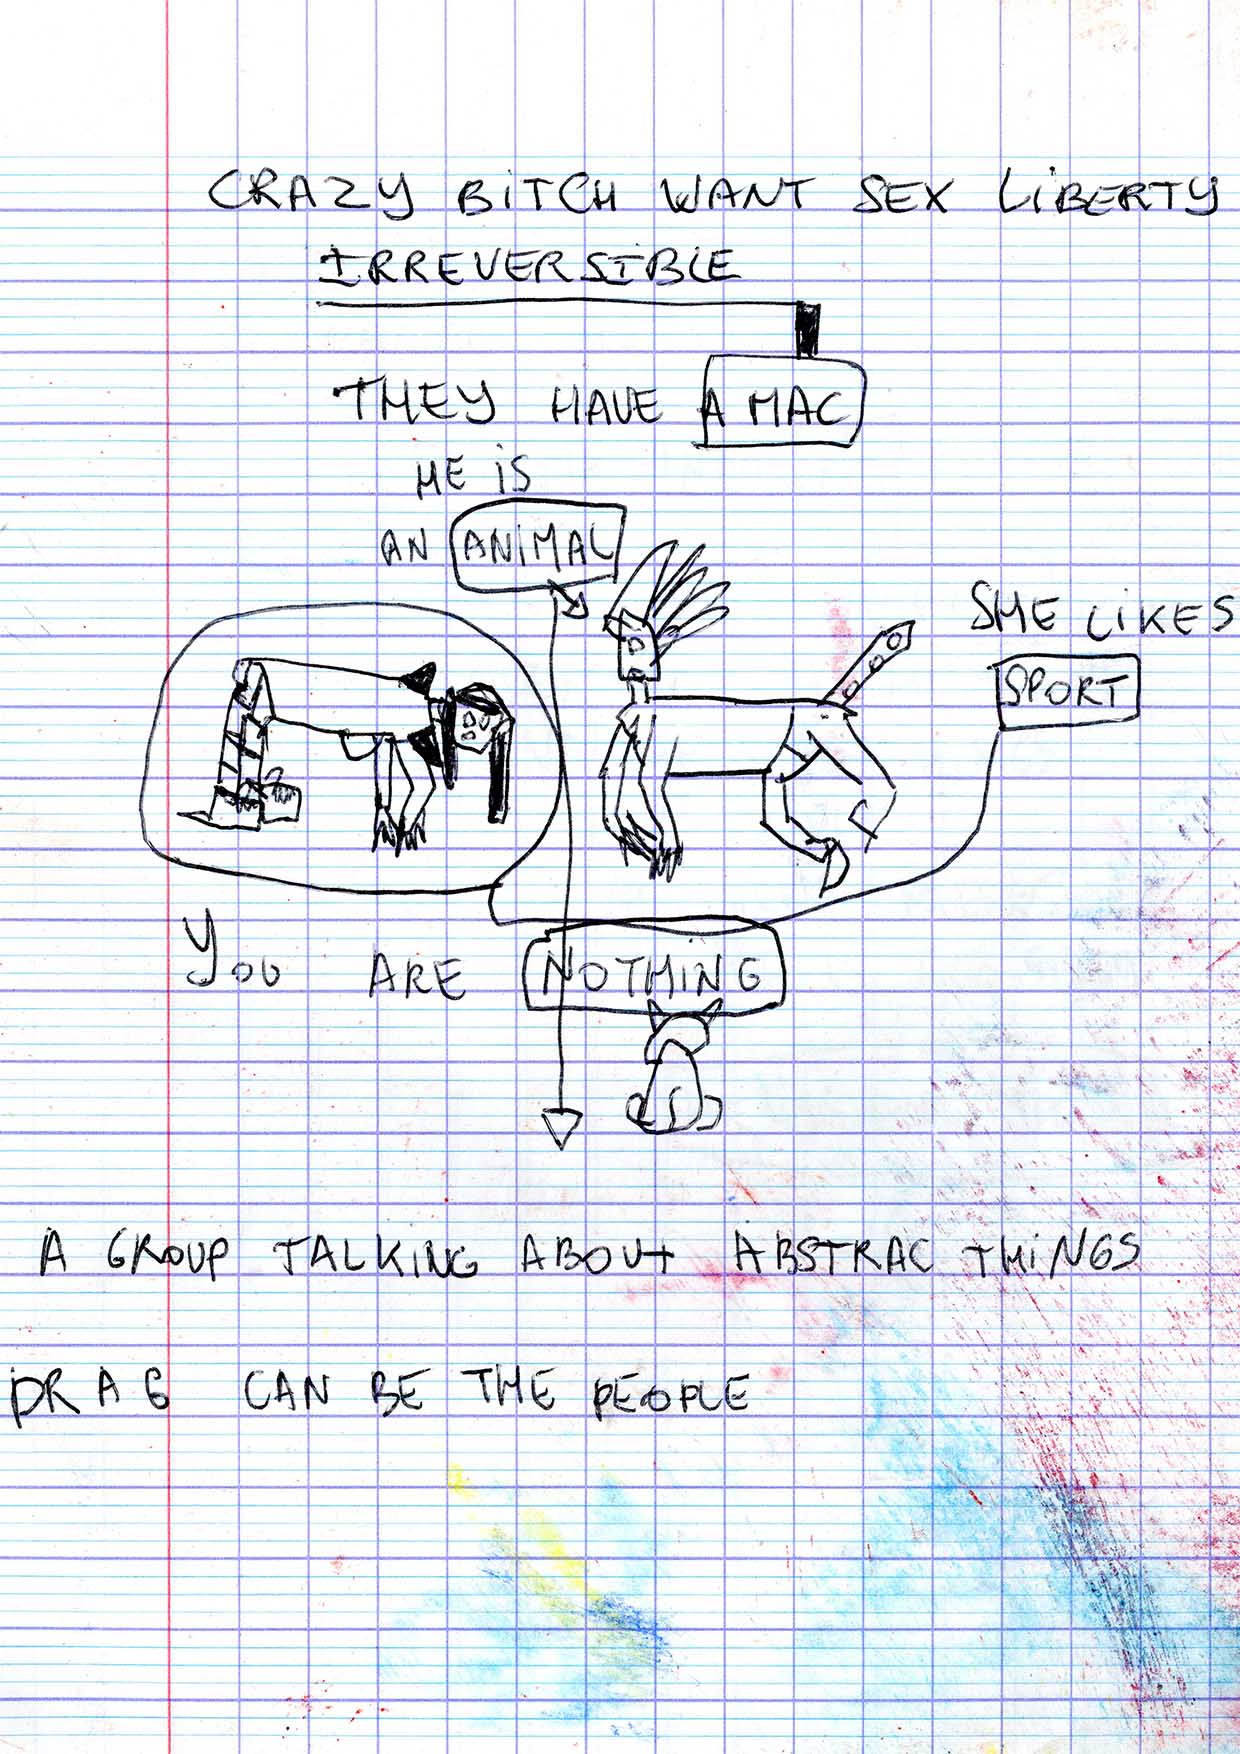 CRAZY BITCH WANT SEX LIBERTY
IRREVERSIBLE
THEY HAVE A MAC
HE IS
AN ANIMAL
SHE LIKES
SPORT
YOU ARE NOTHING
A GROUP TALKING ABOUT ABSTRAC THINGS
DRAG CAN BE THE PEOPLE